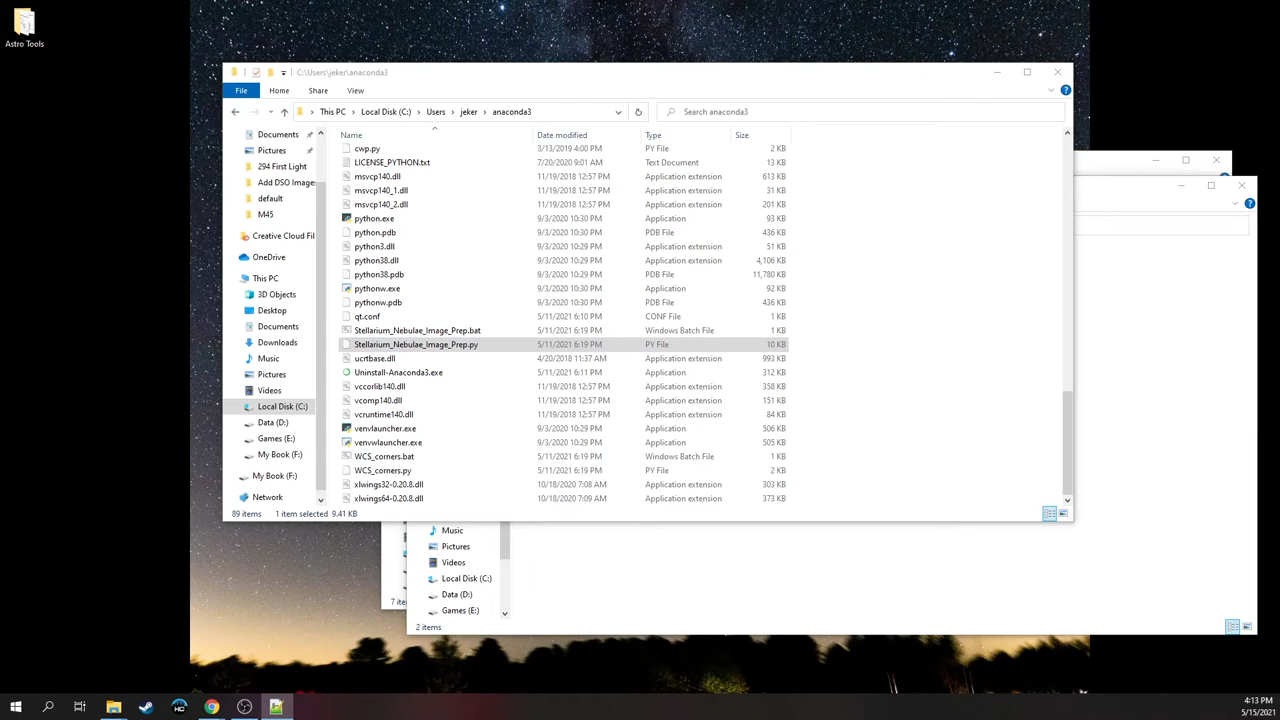 Astro Tools
C:\Users\jeker\anaconda3
File Home Share View
This PC Local Disk (C:) Users jeker anaconda3
Search anaconda3
Documents
Pictures
294 First Light
Add DSO Images
default
M45
Creative Cloud Fil
OneDrive
This PC
3D Objects
Desktop
Documents
Downloads
Music
Pictures
Videos
Local Disk (C:)
Data (D:)
Games (E:)
My Book (F:)
My Book (F:)
Network
Name Date modified Type Size
cwp.py 3/13/2019 4:00 PM PY File 2 KB
LICENSE_PYTHON.txt 7/20/2020 9:01 AM Text Document 13 KB
msvcp140.dll 11/19/2018 12:57 PM Application extension 613 KB
msvcp140_1.dll 11/19/2018 12:57 PM Application extension 31 KB
msvcp140_2.dll 11/19/2018 12:57 PM Application extension 201 KB
python.exe 9/3/2020 10:30 PM Application 93 KB
python.pdb 9/3/2020 10:30 PM PDB File 436 KB
python3.dll 9/3/2020 10:29 PM Application extension 51 KB
python38.dll 9/3/2020 10:29 PM Application extension 4,106 KB
python38.pdb 9/3/2020 10:29 PM PDB File 11,780 KB
pythonw.exe 9/3/2020 10:30 PM Application 92 KB
pythonw.pdb 9/3/2020 10:30 PM PDB File 436 KB
qt.conf 5/11/2021 6:10 PM CONF File 1 KB
Stellarium_Nebulae_Image_Prep.bat 5/11/2021 6:19 PM Windows Batch File 1 KB
Stellarium_Nebulae_Image_Prep.py 5/11/2021 6:19 PM PY File 10 KB
ucrtbase.dll 4/20/2018 11:37 AM Application extension 993 KB
Uninstall-Anaconda3.exe 5/11/2021 6:11 PM Application 312 KB
vccorlib140.dll 11/19/2018 12:57 PM Application extension 358 KB
vcomp140.dll 11/19/2018 12:57 PM Application extension 151 KB
vcruntime140.dll 11/19/2018 12:57 PM Application extension 84 KB
venvlauncher.exe 9/3/2020 10:29 PM Application 506 KB
venvwlauncher.exe 9/3/2020 10:29 PM Application 505 KB
WCS_corners.bat 5/11/2021 6:19 PM Windows Batch File 1 KB
WCS_corners.py 5/11/2021 6:19 PM PY File 2 KB
xlwings32-0.20.8.dll 10/18/2020 7:08 AM Application extension 303 KB
xlwings64-0.20.8.dll 10/18/2020 7:09 AM Application extension 373 KB
89 items 1 item selected 9.41 KB
Music
Pictures
Videos
Local Disk (C:)
Data (D:)
Games (E:)
7 ite
2 items
4:13 PM
5/15/2021